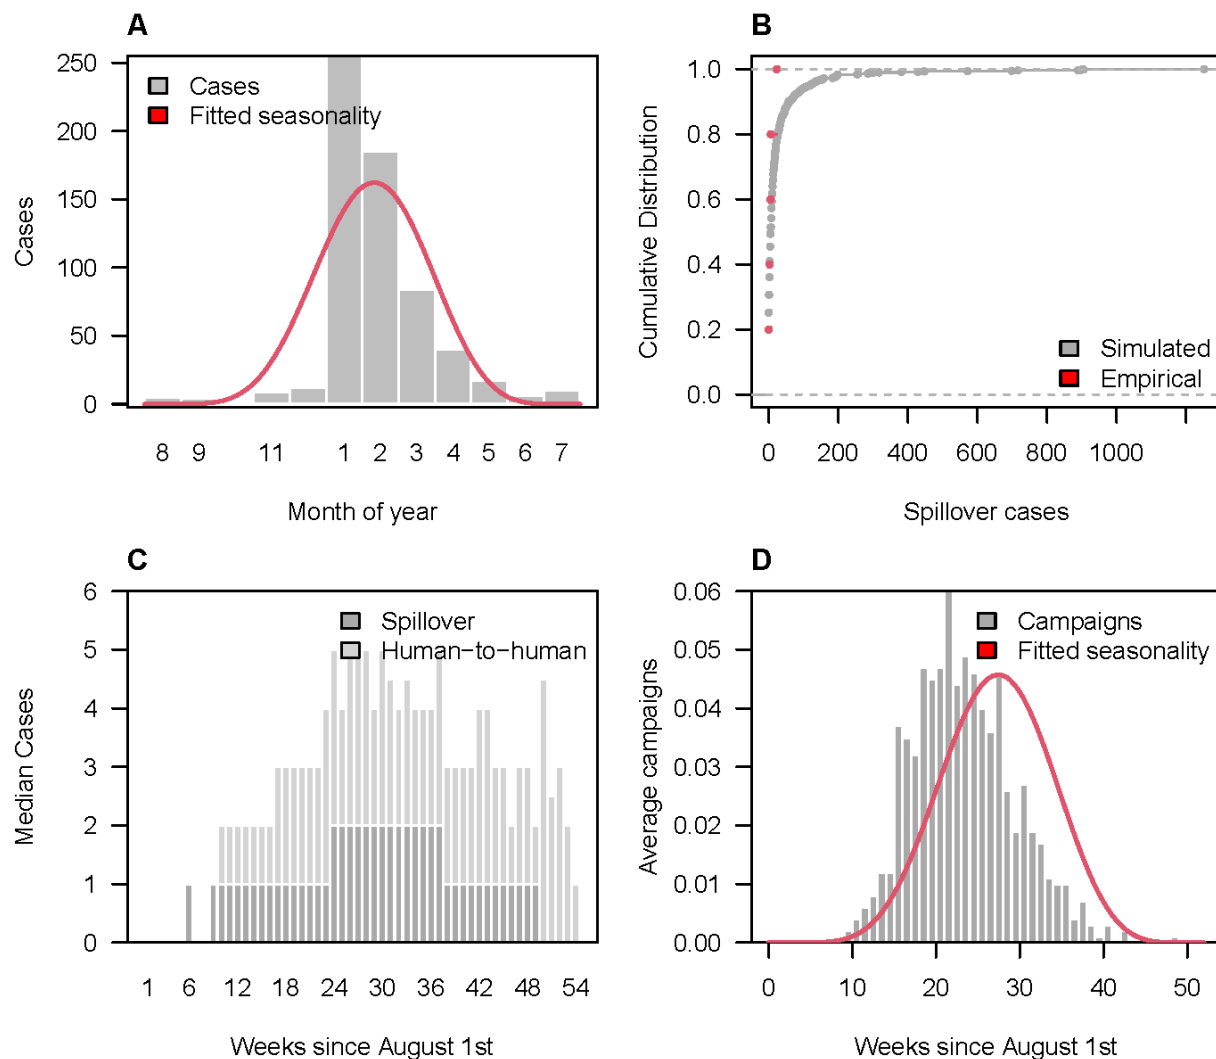 A
250
200
150
100
50
0
Cases
Cases
Fitted seasonality
8 9 11 1 2 3 4 5 6 7
Month of year
B
1.0
0.8
0.6
0.4
0.2
0.0
Cumulative Distribution
Simulated
Empirical
0 200 400 600 800 1000
Spillover cases
C
6
5
4
3
2
1
0
Median Cases
Spillover
Human−to−human
1 6 12 18 24 30 36 42 48 54
Weeks since August 1st
D
0.06
0.05
0.04
0.03
0.02
0.01
0.00
Average campaigns
Campaigns
Fitted seasonality
0 10 20 30 40 50
Weeks since August 1st